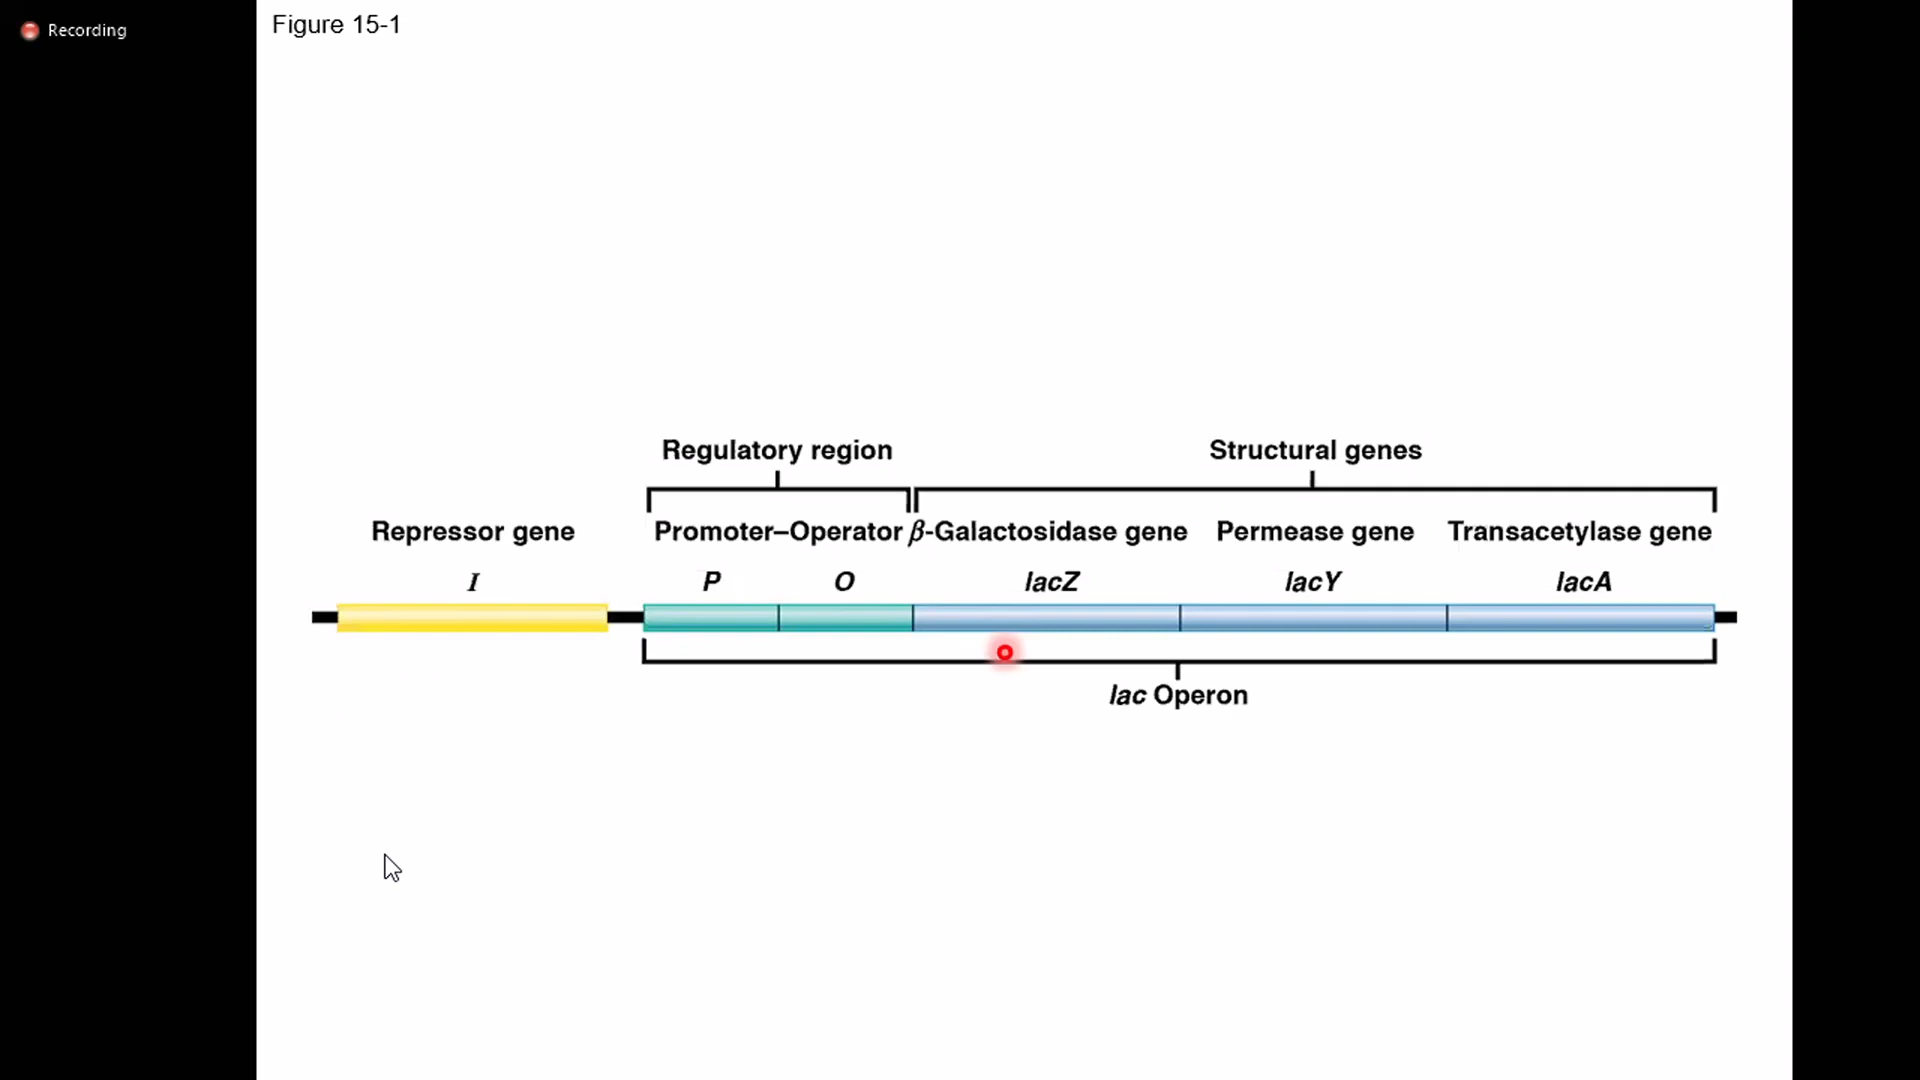 Recording
Figure 15-1
Regulatory region
Structural genes
Repressor gene
Promoter–Operator
β-Galactosidase gene
Permease gene
Transacetylase gene
I
P
O
lacZ
lacY
lacA
lac Operon